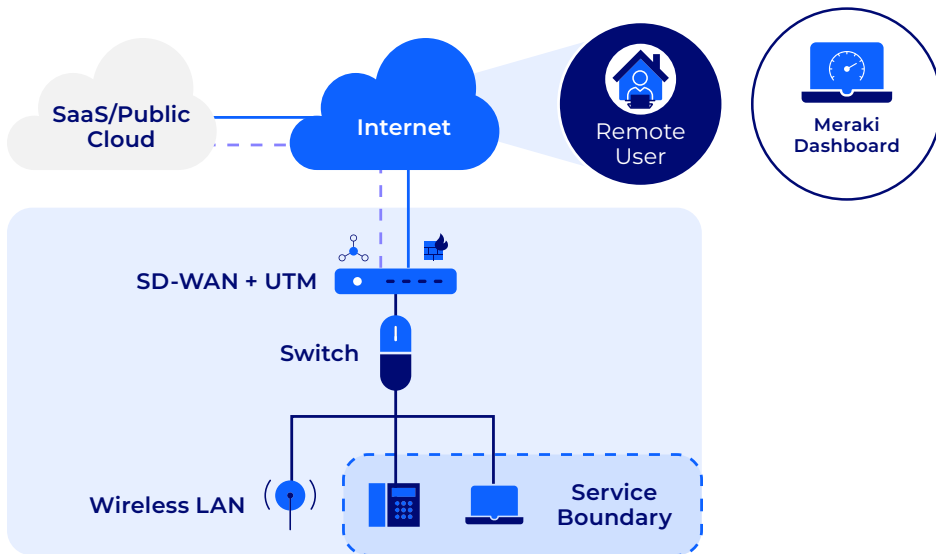 SaaS/Public
Cloud
Internet
Remote
User
Meraki
Dashboard
SD-WAN + UTM
Switch
Wireless LAN
Service
Boundary